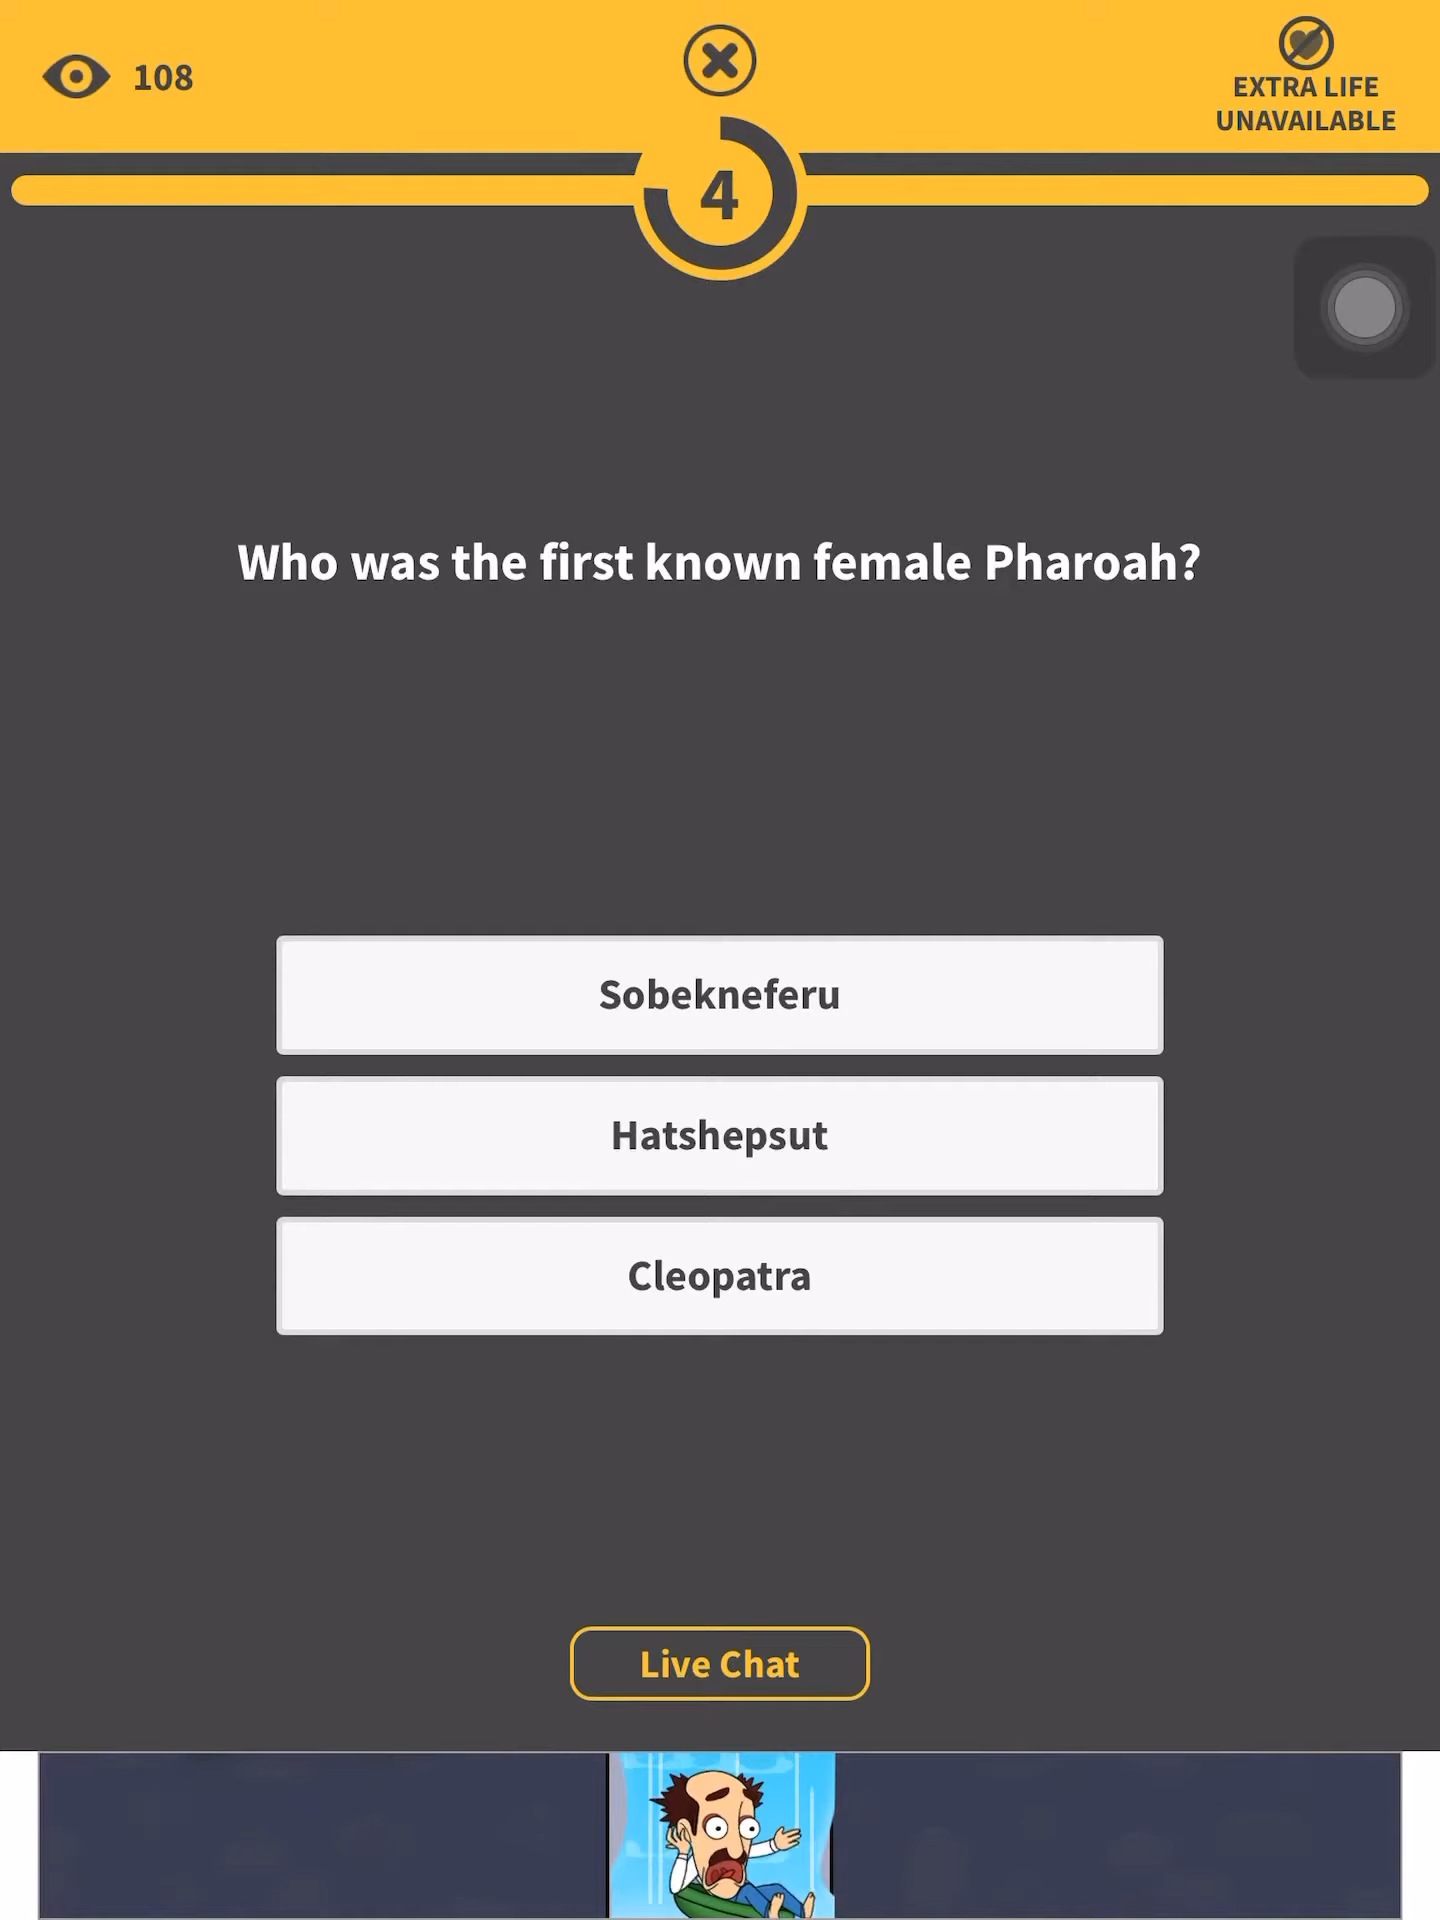 108
EXTRA LIFE
UNAVAILABLE
4
Who was the first known female Pharoah?
Sobekneferu
Hatshepsut
Cleopatra
Live Chat